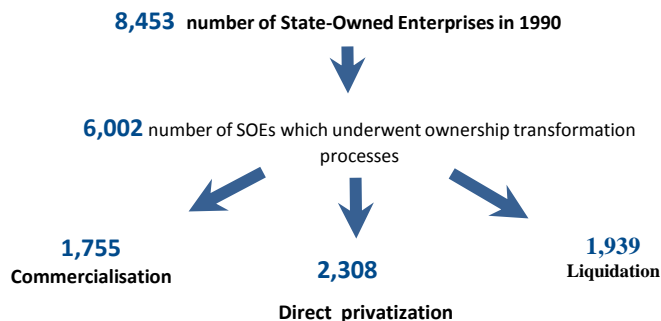 8,453 number of State-Owned Enterprises in 1990
6,002 number of SOEs which underwent ownership transformation
processes
1,755
Commercialisation
2,308
Direct privatization
1,939
Liquidation